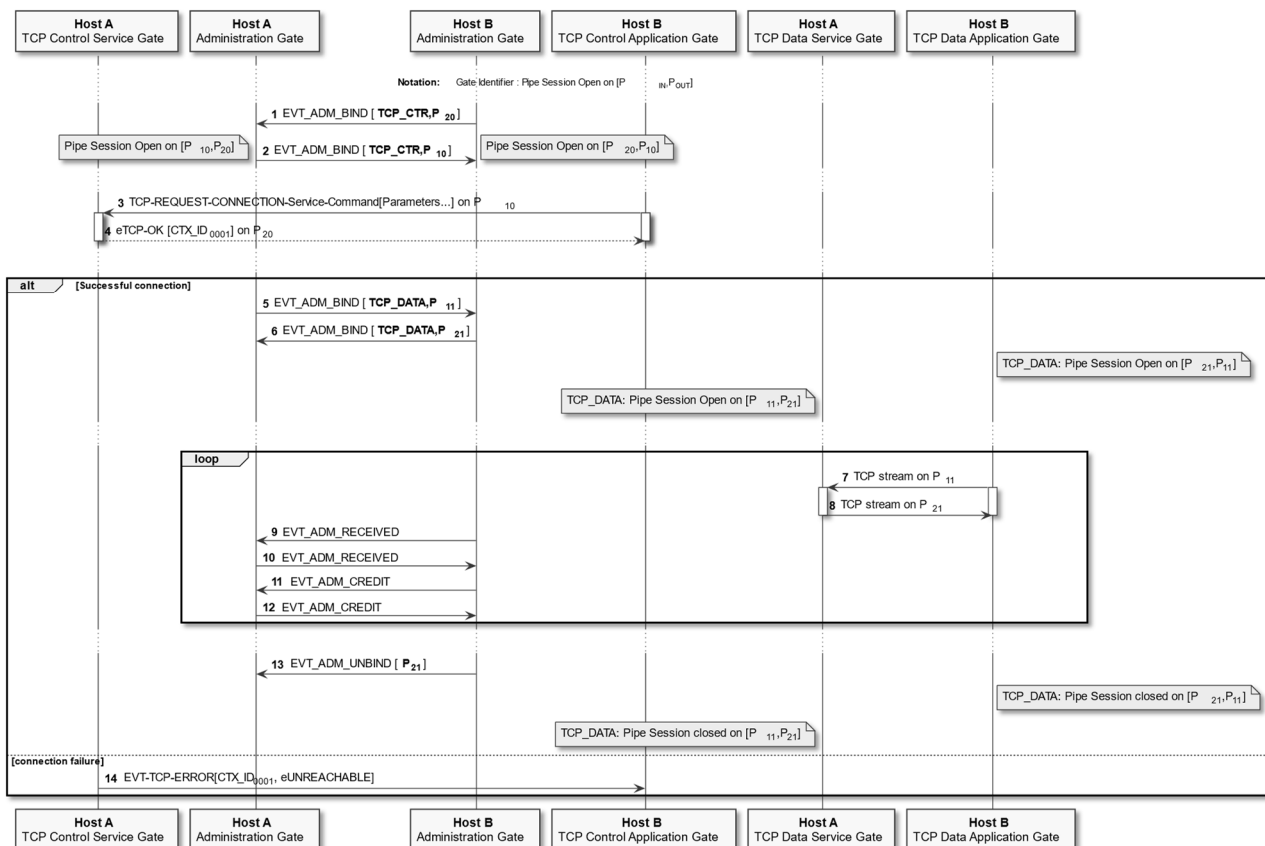 Host A
TCP Control Service Gate
Host A
Administration Gate
Host B
Administration Gate
Host B
TCP Control Application Gate
Host A
TCP Data Service Gate
Host B
TCP Data Application Gate
Notation: Gate Identifier : Pipe Session Open on [P IN,POUT]
1 EVT_ADM_BIND [ TCP_CTR,P 20]
Pipe Session Open on [P 10,P20]
2 EVT_ADM_BIND [ TCP_CTR,P 10]
Pipe Session Open on [P 20,P10]
3 TCP-REQUEST-CONNECTION-Service-Command[Parameters...] on P 10
4 eTCP-OK [CTX_ID0001] on P20
alt [Successful connection]
5 EVT_ADM_BIND [ TCP_DATA,P 11]
6 EVT_ADM_BIND [ TCP_DATA,P 21]
TCP_DATA: Pipe Session Open on [P 21,P11]
TCP_DATA: Pipe Session Open on [P 11,P21]
loop
7 TCP stream on P 11
8 TCP stream on P 21
9 EVT_ADM_RECEIVED
10 EVT_ADM_RECEIVED
11 EVT_ADM_CREDIT
12 EVT_ADM_CREDIT
13 EVT_ADM_UNBIND [ P21]
TCP_DATA: Pipe Session closed on [P 21,P11]
TCP_DATA: Pipe Session closed on [P 11,P21]
[connection failure]
14 EVT-TCP-ERROR[CTX_ID0001, eUNREACHABLE]
Host A
TCP Control Service Gate
Host A
Administration Gate
Host B
Administration Gate
Host B
TCP Control Application Gate
Host A
TCP Data Service Gate
Host B
TCP Data Application Gate